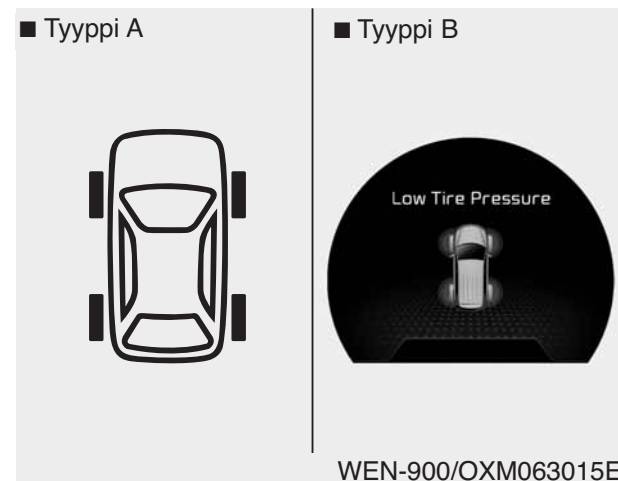 ■ Tyyppi A
■ Tyyppi B
Low Tire Pressure
WEN-900/OXM063015E